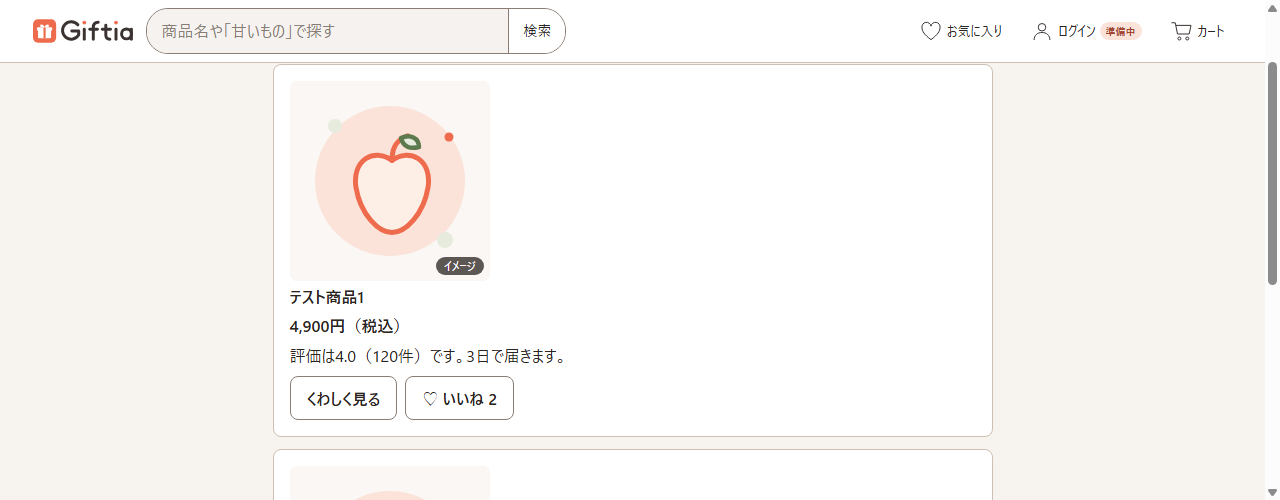 Giftia
商品名や「甘いもの」で探す
検索
お気に入り
ログイン 準備中
カート
イメージ
テスト商品1
4,900円（税込）
評価は4.0（120件）です。3日で届きます。
くわしく見る
♡ いいね 2